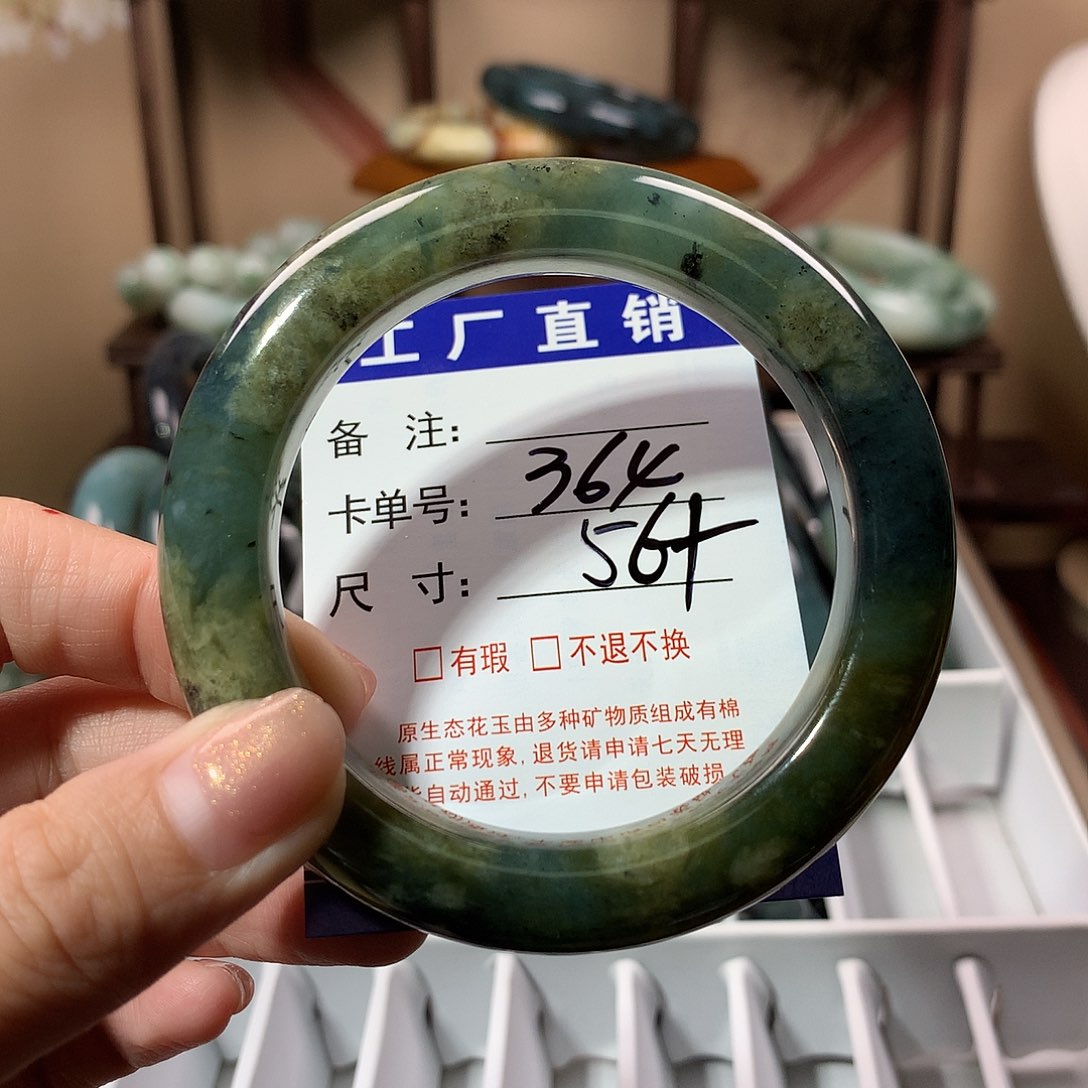 工厂直销
备 注:
卡单号: 364
尺 寸: 56+
□有瑕 □不退不换
原生态花玉由多种矿物质组成有棉
线属正常现象,退货请申请七天无理
自动通过,不要申请包装破损